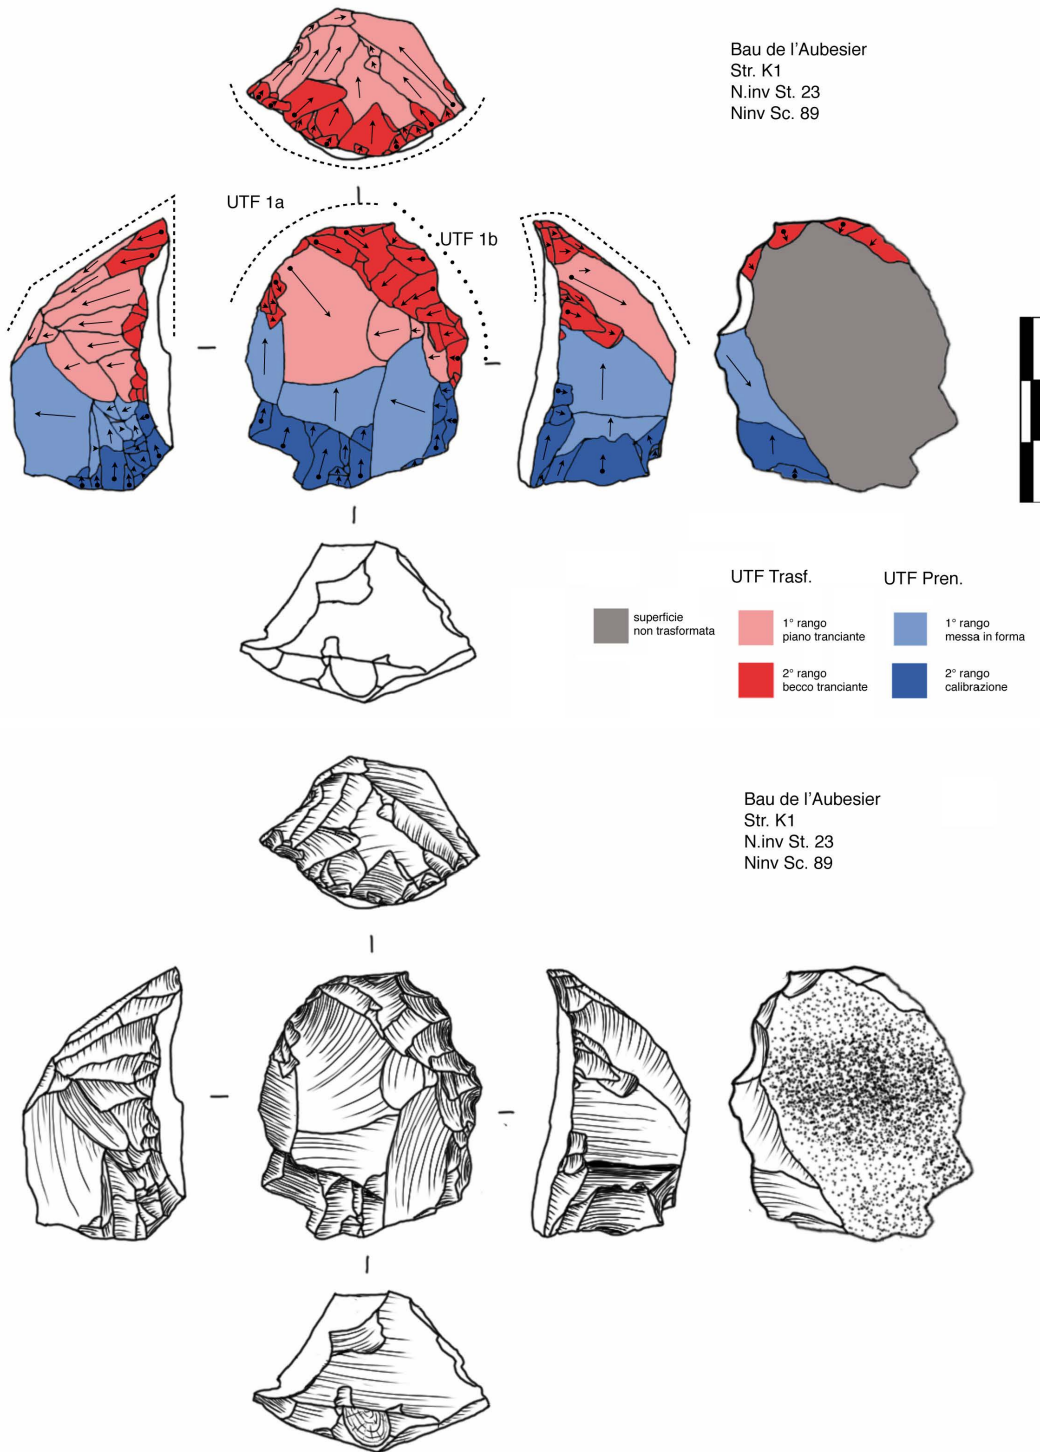 Bau de l'Aubesier
Str. K1
N.inv St. 23
Ninv Sc. 89
UTF 1a
UTF 1b
UTF Trasf.
UTF Pren.
superficie
non trasformata
1° rango
piano tranciante
1° rango
messa in forma
2° rango
becco tranciante
2° rango
calibrazione
Bau de l'Aubesier
Str. K1
N.inv St. 23
Ninv Sc. 89